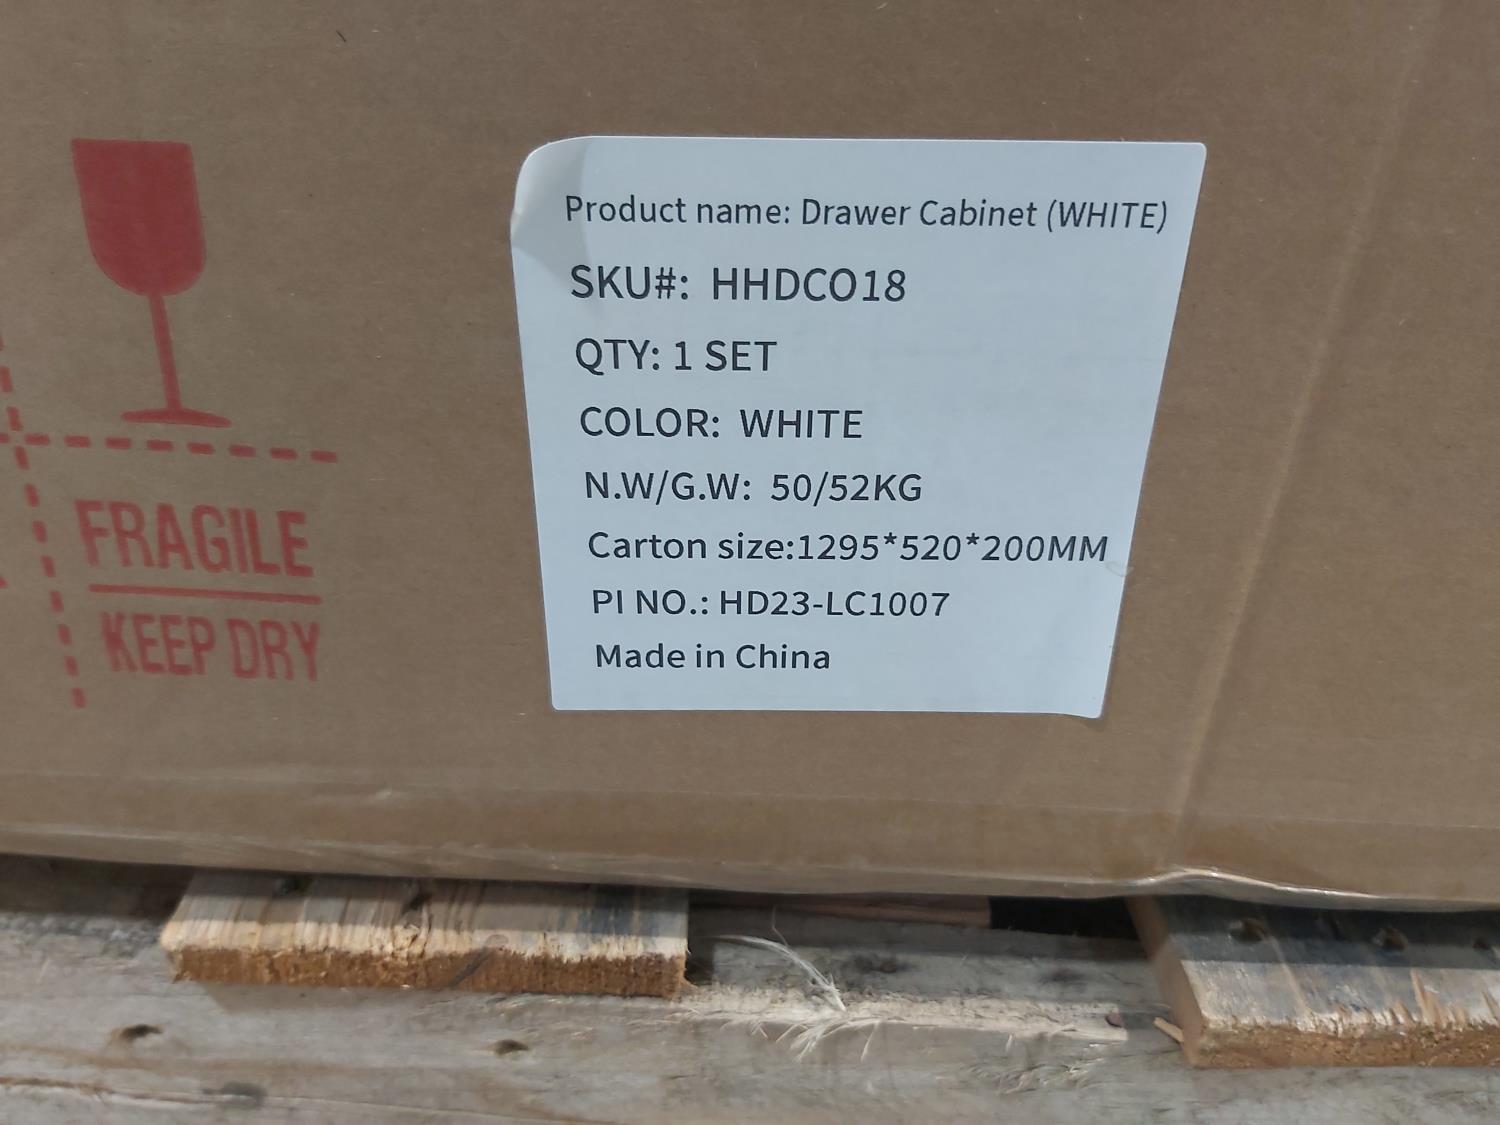 Product name: Drawer Cabinet (WHITE)
SKU#: HHDCO18
QTY: 1 SET
COLOR: WHITE
N.W/G.W: 50/52KG
Carton size:1295*520*200MM
PI NO.: HD23-LC1007
Made in China
FRAGILE
KEEP DRY